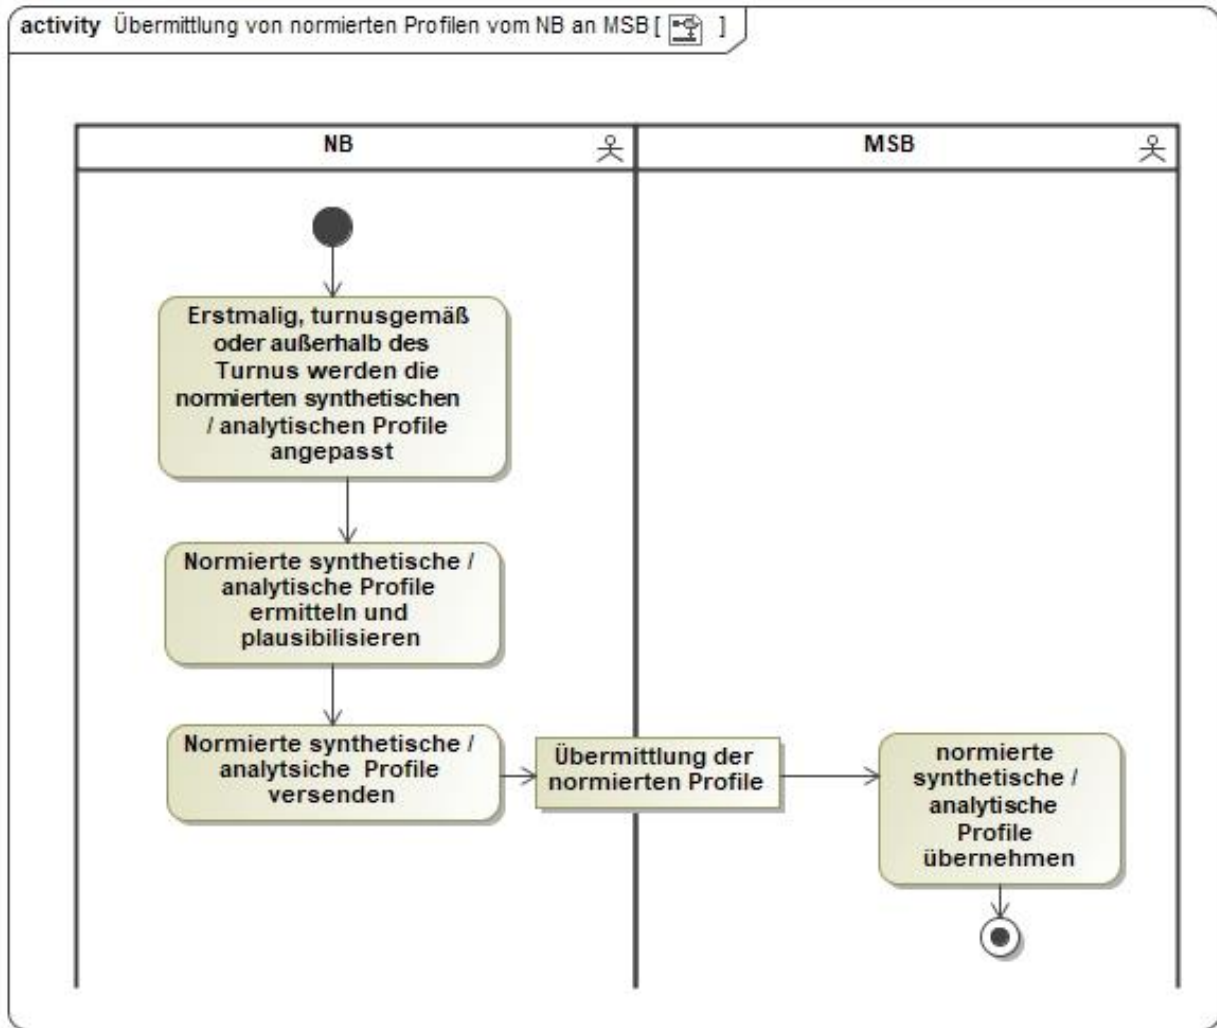 activity Übermittlung von normierten Profilen vom NB an MSB [ ]
NB
MSB
Erstmalig, turnusgemäß
oder außerhalb des
Turnus werden die
normierten synthetischen
/ analytischen Profile
angepasst
Normierte synthetische /
analytische Profile
ermitteln und
plausibilisieren
Normierte synthetische /
analytsiche Profile
versenden
Übermittlung der
normierten Profile
normierte
synthetische /
analytische
Profile
übernehmen